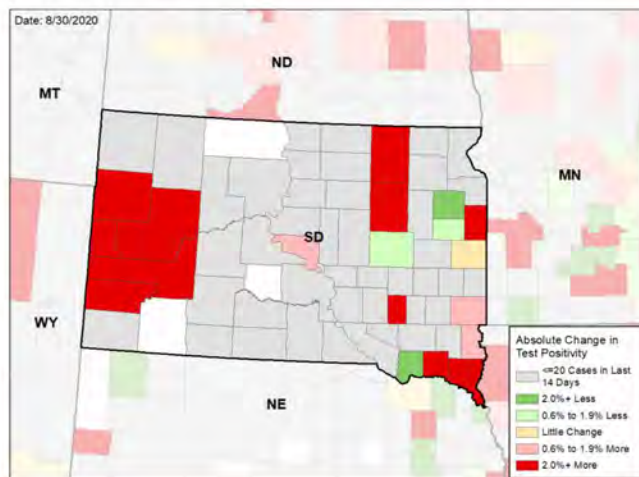 Date: 8/30/2020
ND
MT
MN
SD
WY
NE
Absolute Change in
Test Positivity
<=20 Cases in Last
14 Days
2.0%+ Less
0.6% to 1.9% Less
Little Change
0.6% to 1.9% More
2.0%+ More